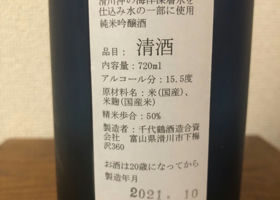 滑川沖の海洋深層水を
仕込み水の一部に使用
純米吟醸酒
品目: 清酒
内容量:720ml
アルコール分:15.5度
原材料名:米(国産)、
米麹(国産米)
精米歩合:50%
製造者:千代鶴酒造合資
会社 富山県滑川市下梅
沢360
お酒は20歳になってから
製造年月
2021.10